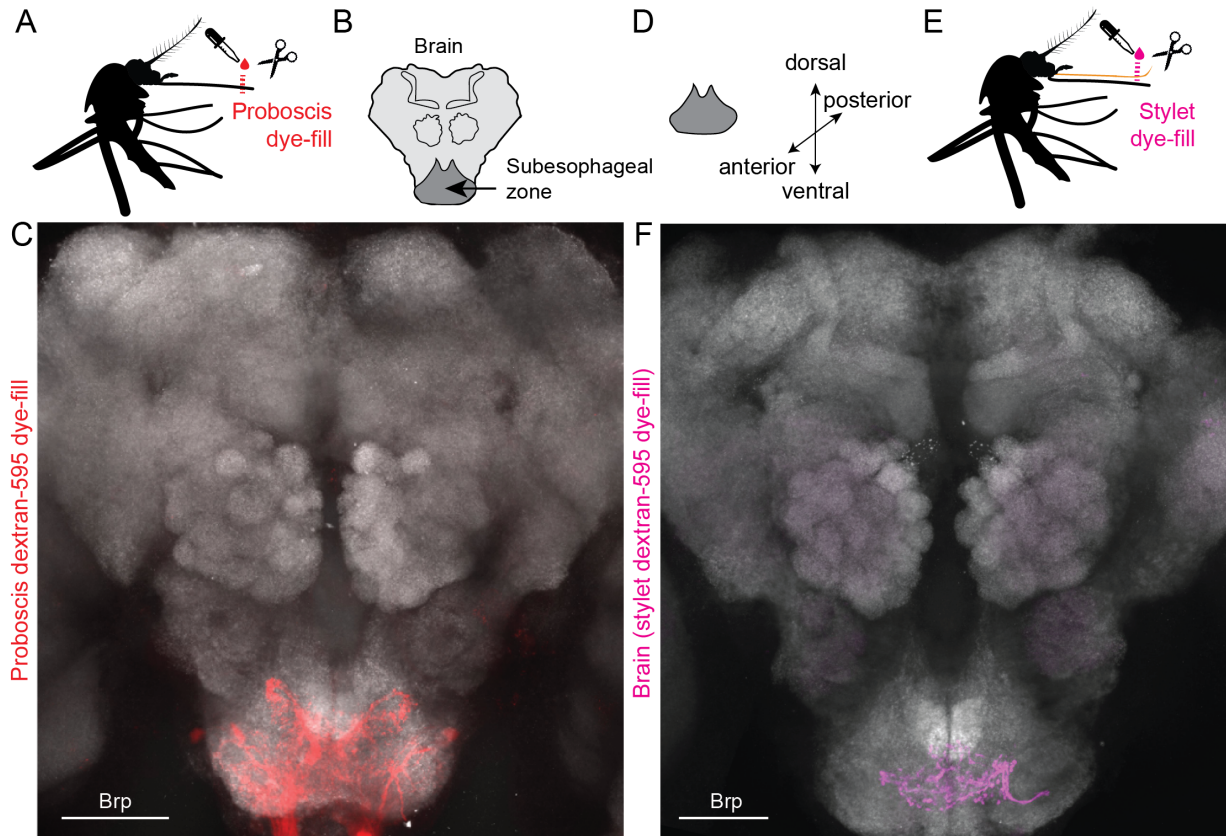 A
Proboscis
dye-fill
B
Brain
Subesophageal
zone
D
dorsal
posterior
anterior
ventral
E
Stylet
dye-fill
C
Proboscis dextran-595 dye-fill
Brp
F
Brain (stylet dextran-595 dye-fill)
Brp